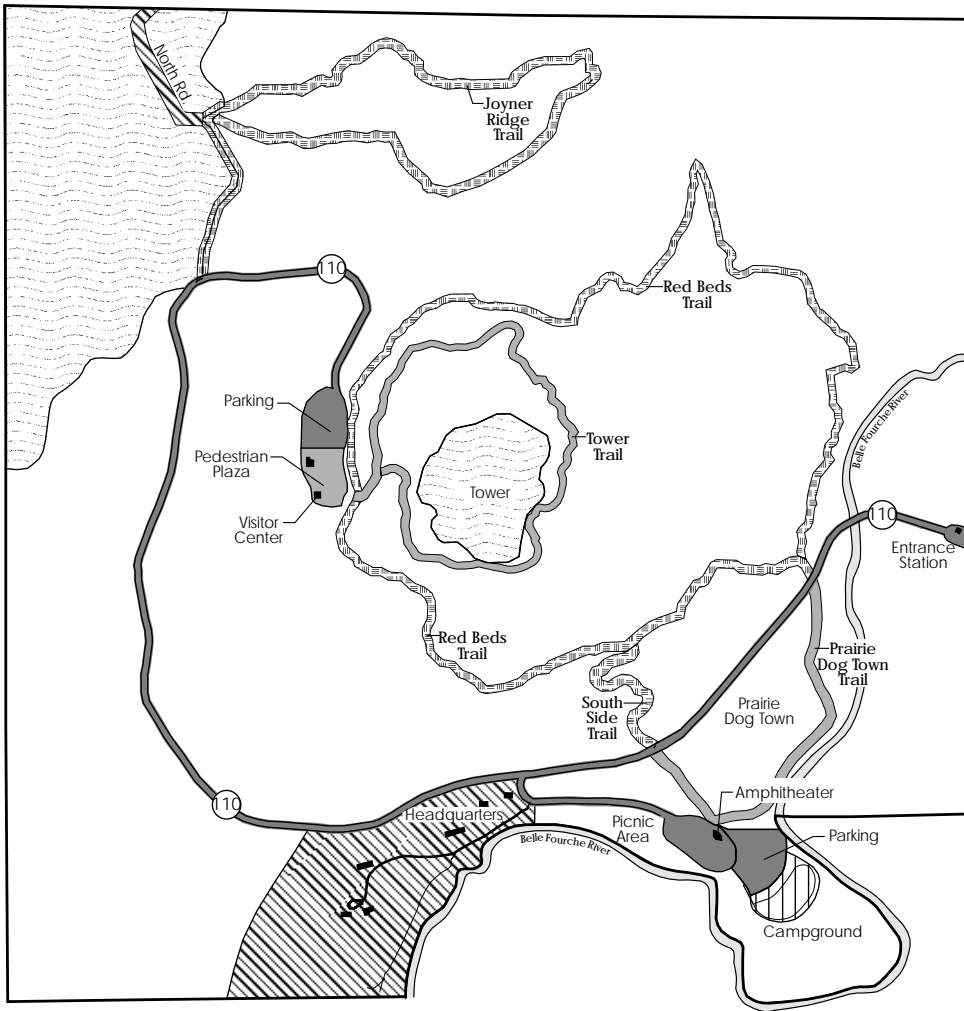 North Rd
Joyner
Ridge
Trail
110
Red Beds
Trail
Parking
Belle Fourche River
Pedestrian
Plaza
Tower
Trail
Tower
Visitor
Center
110
Entrance
Station
Red Beds
Trail
Prairie
Dog Town
Trail
South
Side
Trail
Prairie
Dog Town
110
Headquarters
Amphitheater
Picnic
Area
Parking
Belle Fourche River
Campground